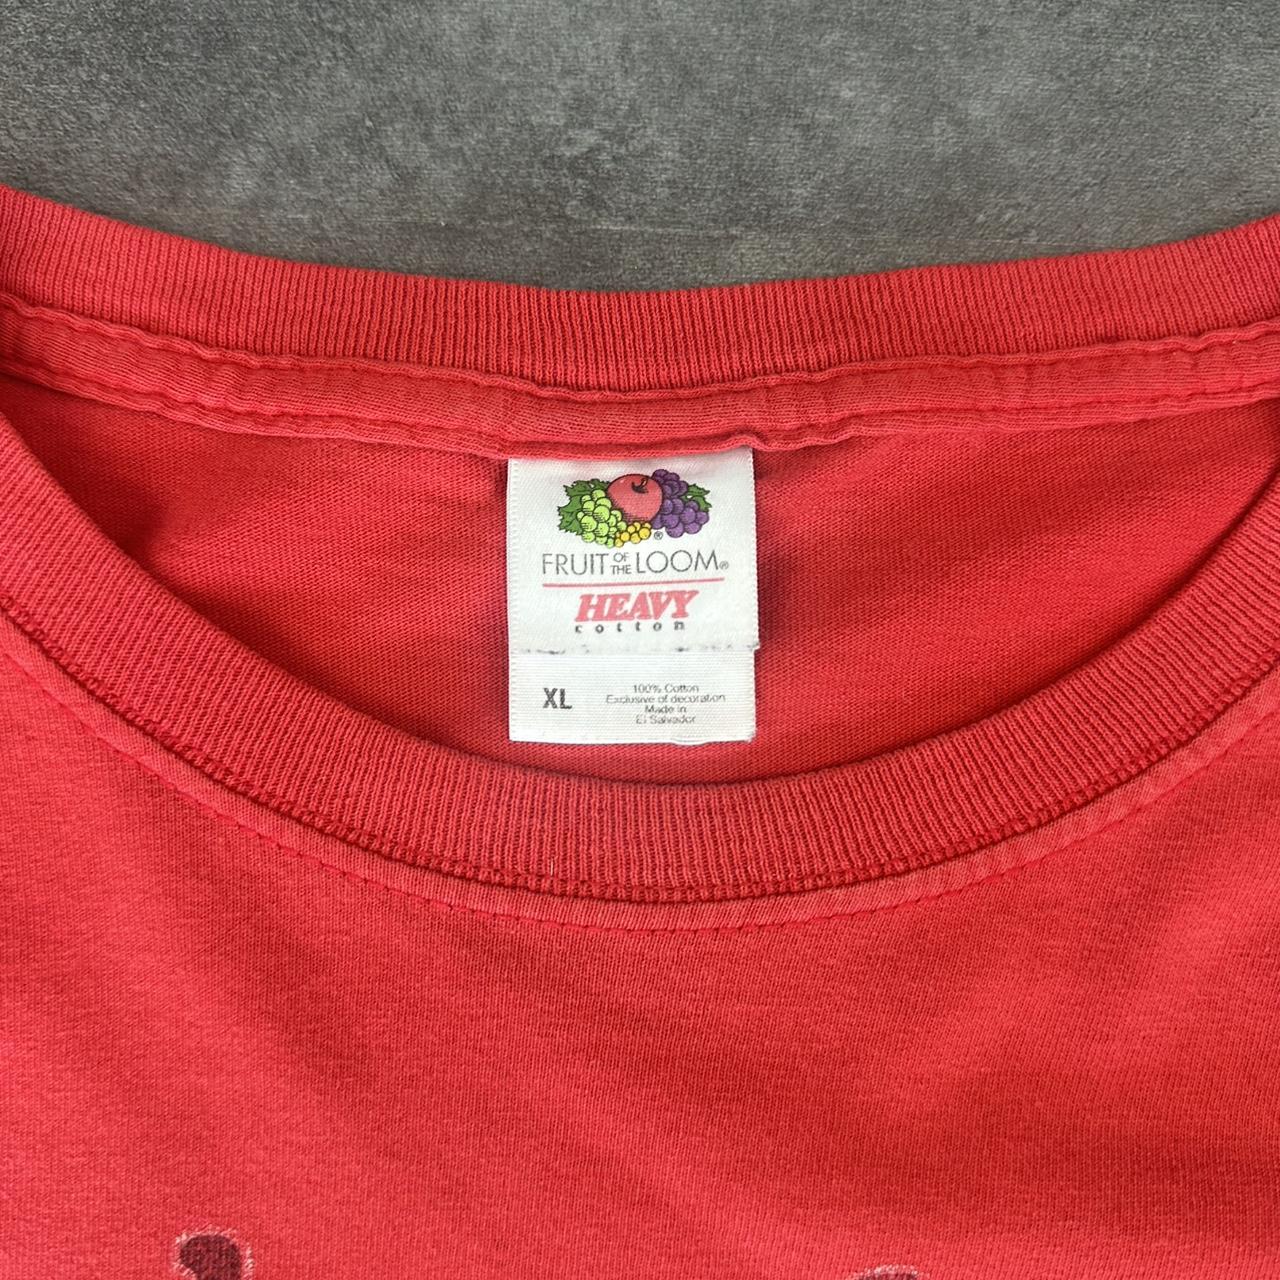 FRUIT OF THE LOOM®
HEAVY
cotton
XL
100% Cotton
Exclusive of decoration
Made in
El Salvador